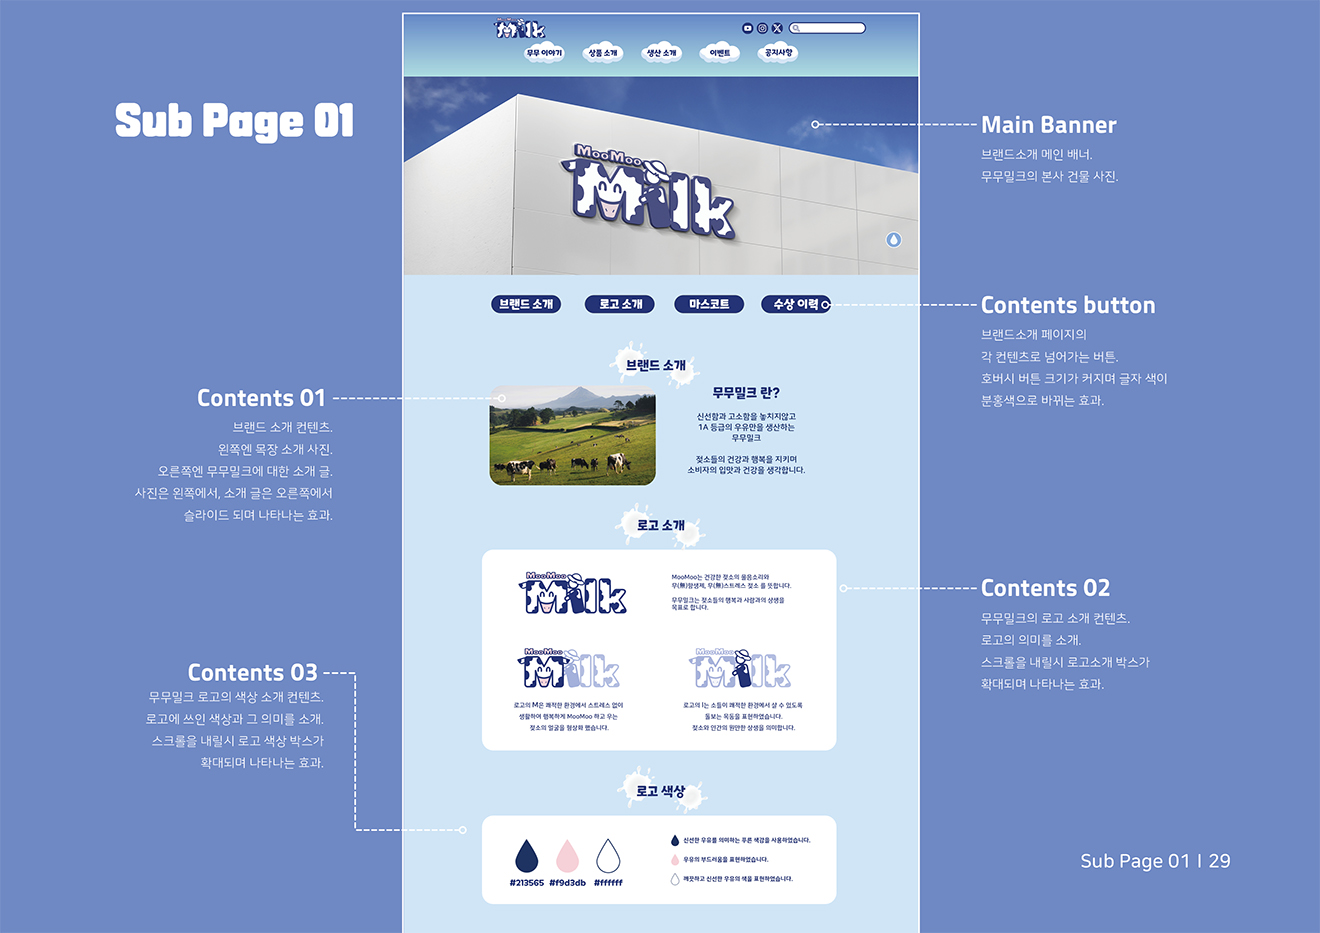 Sub Page 01
MooMoo
Milk
무무 이야기
상품 소개
생산 소개
이벤트
공지사항
MooMoo
Milk
Main Banner
브랜드소개 메인 배너.
무무밀크의 본사 건물 사진.
브랜드 소개
로고 소개
마스코트
수상 이력
Contents button
브랜드소개 페이지의
각 컨텐츠로 넘어가는 버튼.
호버시 버튼 크기가 커지며 글자 색이
분홍색으로 바뀌는 효과.
브랜드 소개
Contents 01
브랜드 소개 컨텐츠.
왼쪽엔 목장 소개 사진.
오른쪽엔 무무밀크에 대한 소개 글.
사진은 왼쪽에서, 소개 글은 오른쪽에서
슬라이드 되며 나타나는 효과.
무무밀크 란?
신선함과 고소함을 놓치지않고
1A 등급의 우유만을 생산하는
무무밀크
젖소들의 건강과 행복을 지키며
소비자의 입맛과 건강을 생각합니다.
로고 소개
MooMoo
Milk
MooMoo는 건강한 젖소의 울음소리와
무(無)항생제, 무(無)스트레스 젖소 를 뜻합니다.
무무밀크는 젖소들의 행복과 사람과의 상생을
목표로 합니다.
MooMoo
Milk
로고의 M은 쾌적한 환경에서 스트레스 없이
생활하여 행복하게 MooMoo 하고 우는
젖소의 얼굴을 형상화 했습니다.
MooMoo
Milk
로고의 I는 소들이 쾌적한 환경에서 살 수 있도록
돌보는 목동을 표현하였습니다.
젖소와 인간의 원만한 상생을 의미합니다.
Contents 02
무무밀크의 로고 소개 컨텐츠.
로고의 의미를 소개.
스크롤을 내릴시 로고소개 박스가
확대되며 나타나는 효과.
Contents 03
무무밀크 로고의 색상 소개 컨텐츠.
로고에 쓰인 색상과 그 의미를 소개.
스크롤을 내릴시 로고 색상 박스가
확대되며 나타나는 효과.
로고 색상
#213565
#f9d3db
#ffffff
신선한 우유를 의미하는 푸른 색감을 사용하였습니다.
우유의 부드러움을 표현하였습니다.
깨끗하고 신선한 우유의 색을 표현하였습니다.
Sub Page 01 I 29